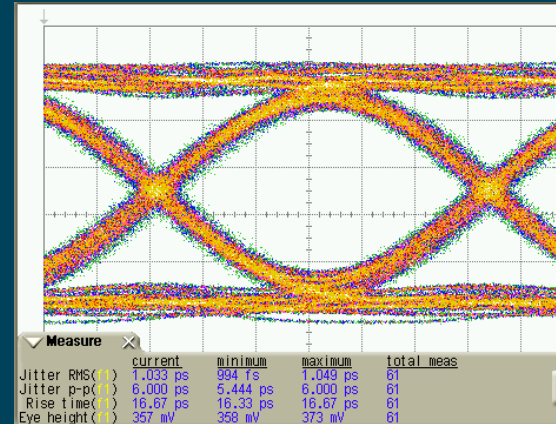 Measure
current minimum maximum total meas
Jitter RMS(f1) 1.033 ps 994 fs 1.049 ps 61
Jitter p-p(f1) 6.000 ps 5.444 ps 6.000 ps 61
Rise time(f1) 16.67 ps 16.33 ps 16.67 ps 61
Eye height(f1) 357 mV 358 mV 373 mV 61